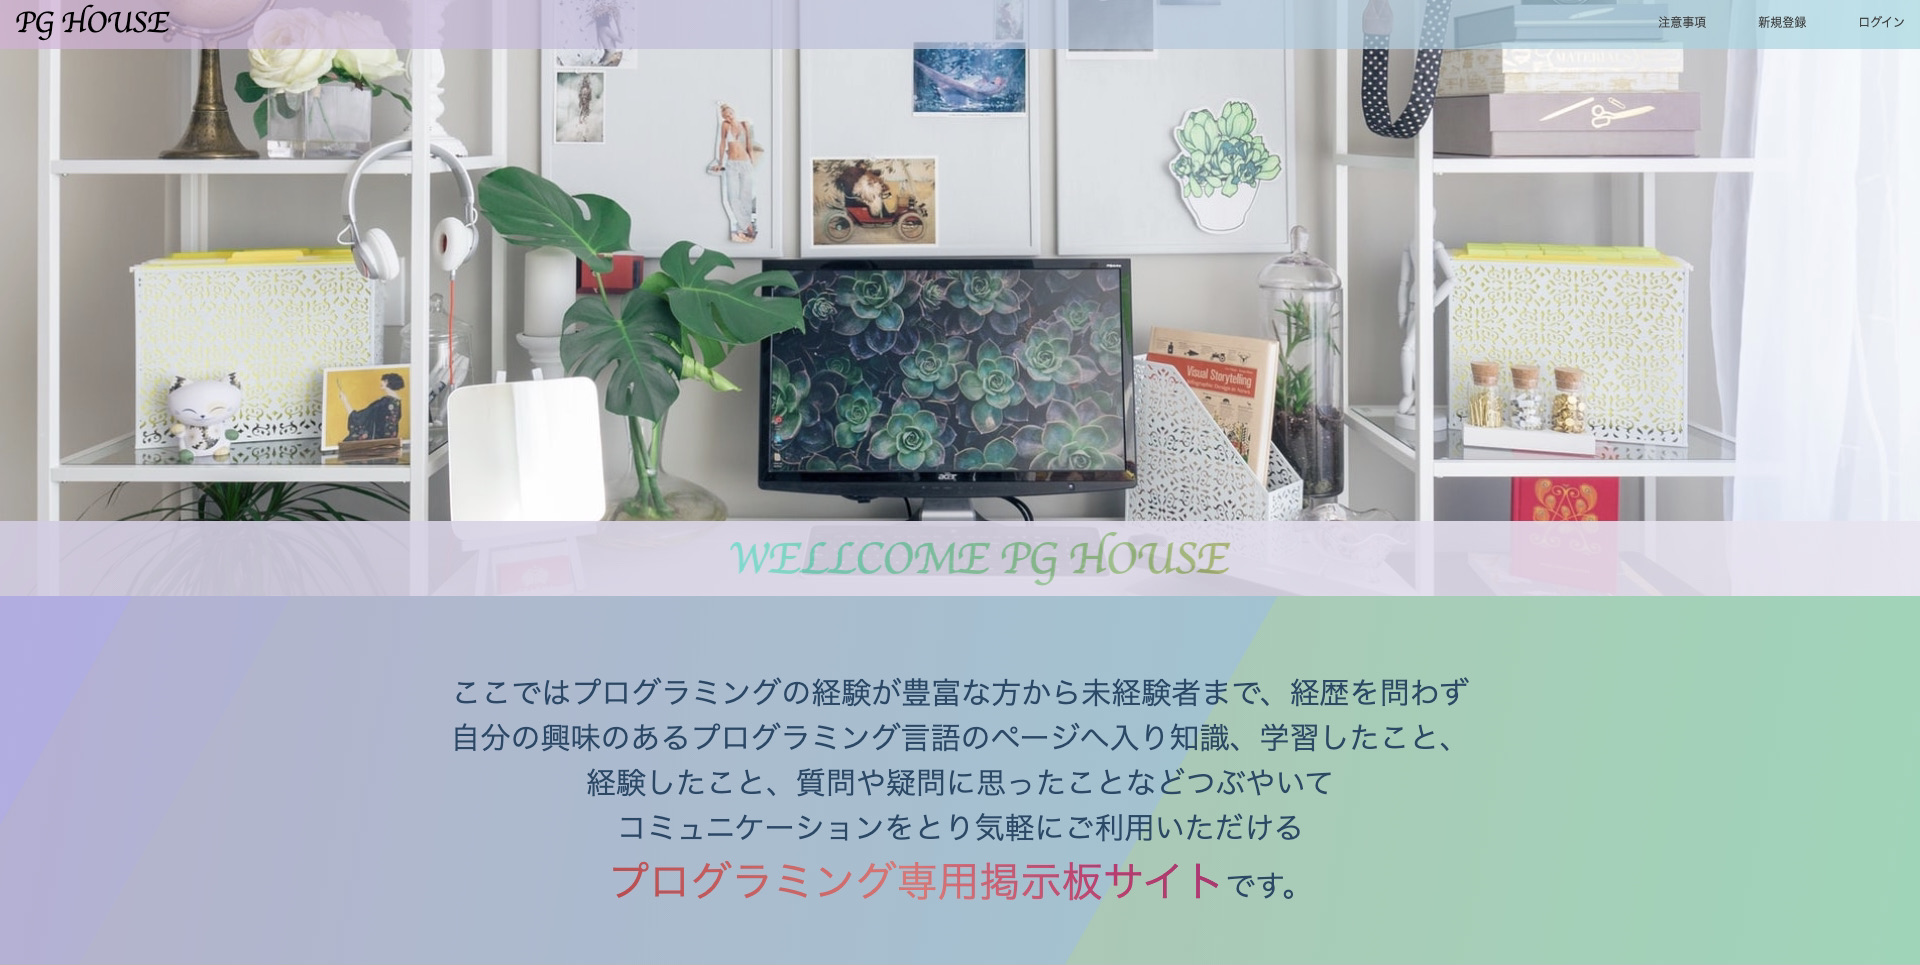 PG HOUSE
注意事項
新規登録
ログイン
MATERIALS
Visual Storytelling
acer
WELLCOME PG HOUSE
ここではプログラミングの経験が豊富な方から未経験者まで、経歴を問わず
自分の興味のあるプログラミング言語のページへ入り知識、学習したこと、
経験したこと、質問や疑問に思ったことなどつぶやいて
コミュニケーションをとり気軽にご利用いただける
プログラミング専用掲示板サイトです。